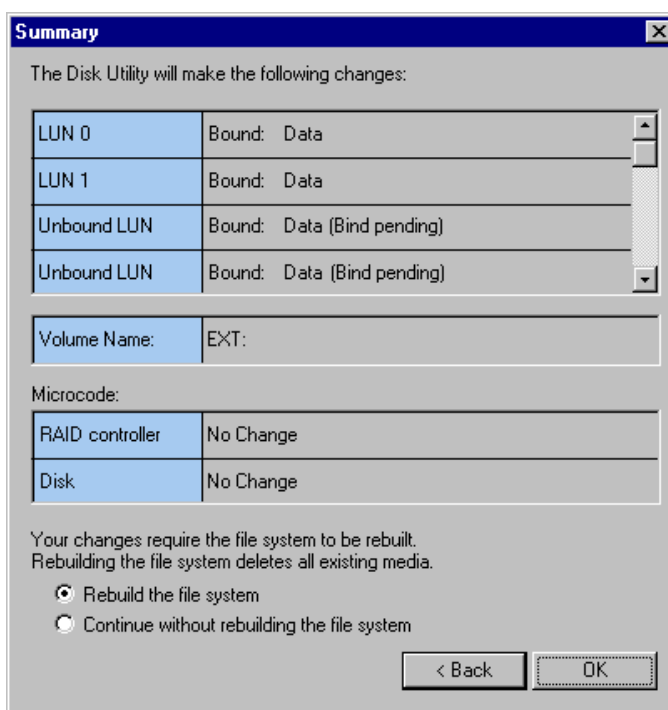 Summary
The Disk Utility will make the following changes:
LUN 0 Bound: Data
LUN 1 Bound: Data
Unbound LUN Bound: Data (Bind pending)
Unbound LUN Bound: Data (Bind pending)
Volume Name: EXT:
Microcode:
RAID controller No Change
Disk No Change
Your changes require the file system to be rebuilt.
Rebuilding the file system deletes all existing media.
Rebuild the file system
Continue without rebuilding the file system
< Back OK